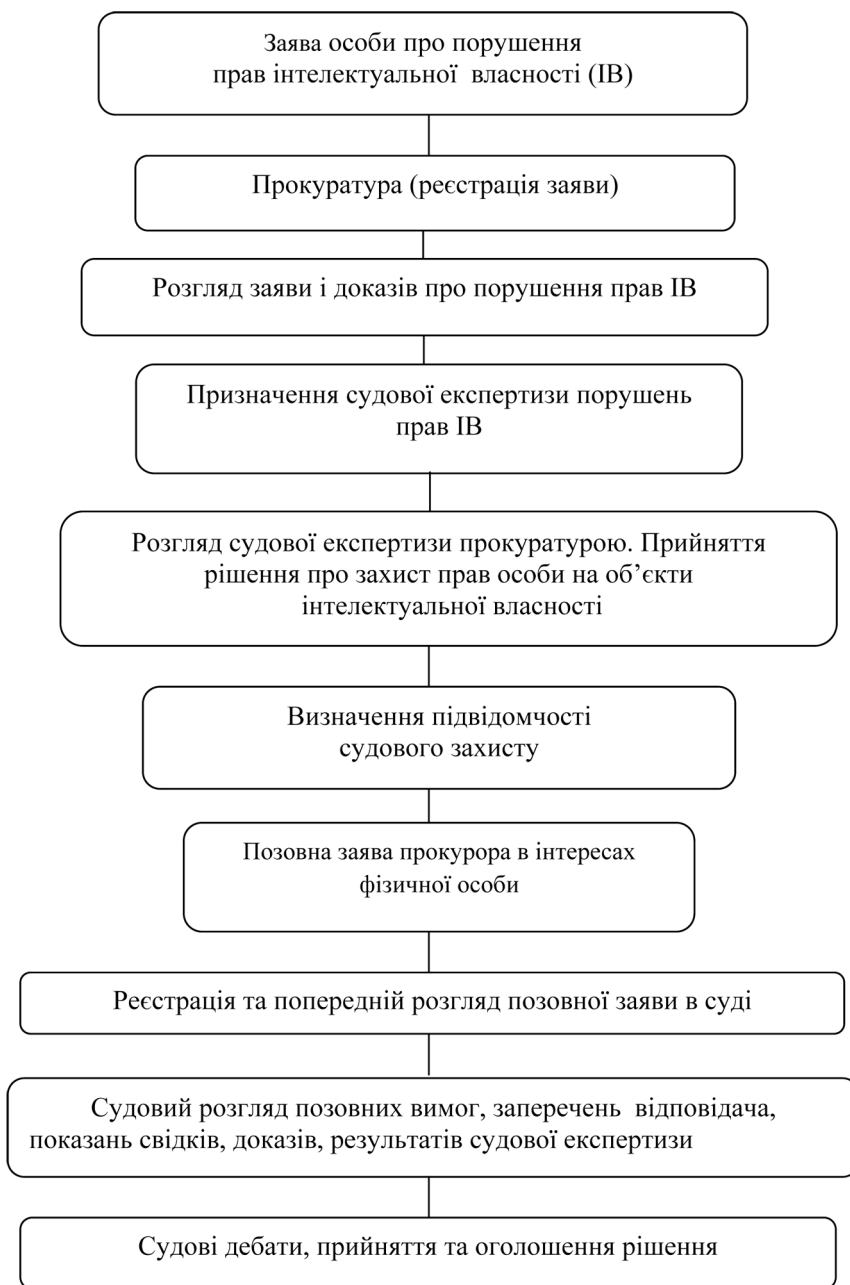 Заява особи про порушення
прав інтелектуальної власності (ІВ)
Прокуратура (реєстрація заяви)
Розгляд заяви і доказів про порушення прав ІВ
Призначення судової експертизи порушень
прав ІВ
Розгляд судової експертизи прокуратурою. Прийняття
рішення про захист прав особи на об’єкти
інтелектуальної власності
Визначення підвідомчості
судового захисту
Позовна заява прокурора в інтересах
фізичної особи
Реєстрація та попередній розгляд позовної заяви в суді
Судовий розгляд позовних вимог, заперечень відповідача,
показань свідків, доказів, результатів судової експертизи
Судові дебати, прийняття та оголошення рішення